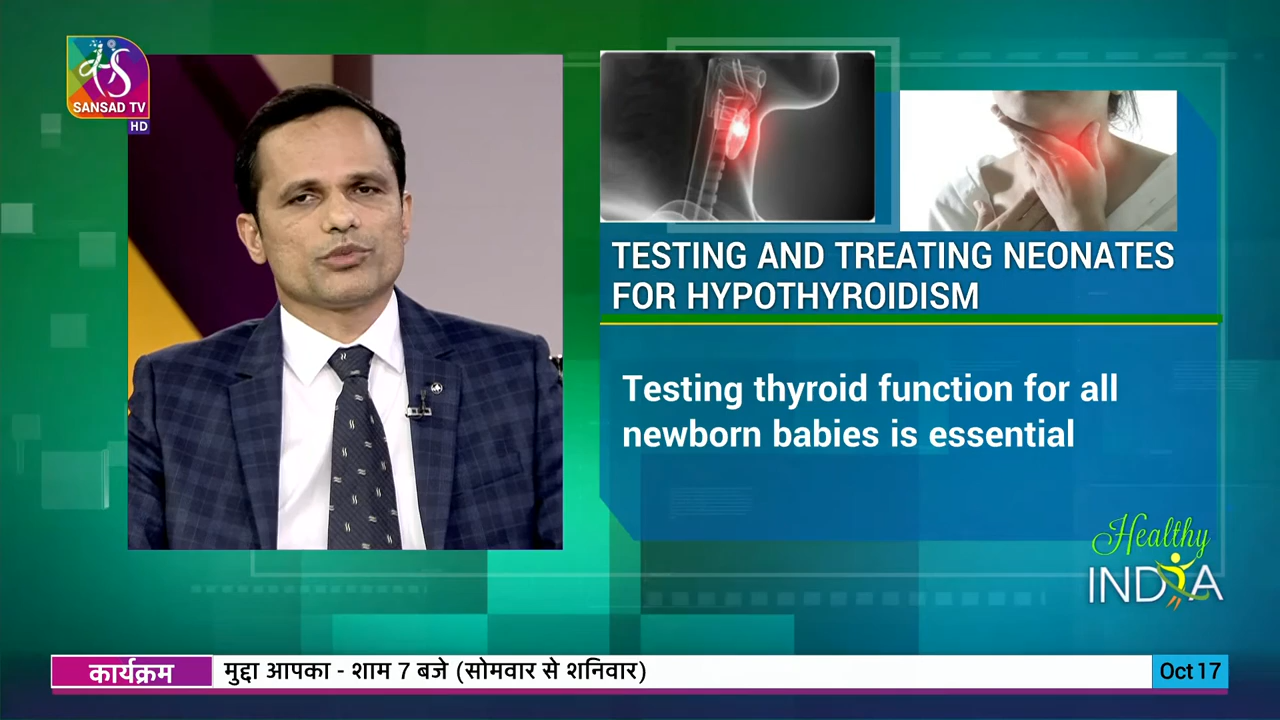 SANSAD TV
HD
TESTING AND TREATING NEONATES
FOR HYPOTHYROIDISM
Testing thyroid function for all
newborn babies is essential
Healthy
INDIA
कार्यक्रम
मुद्दा आपका - शाम 7 बजे (सोमवार से शनिवार)
Oct 17